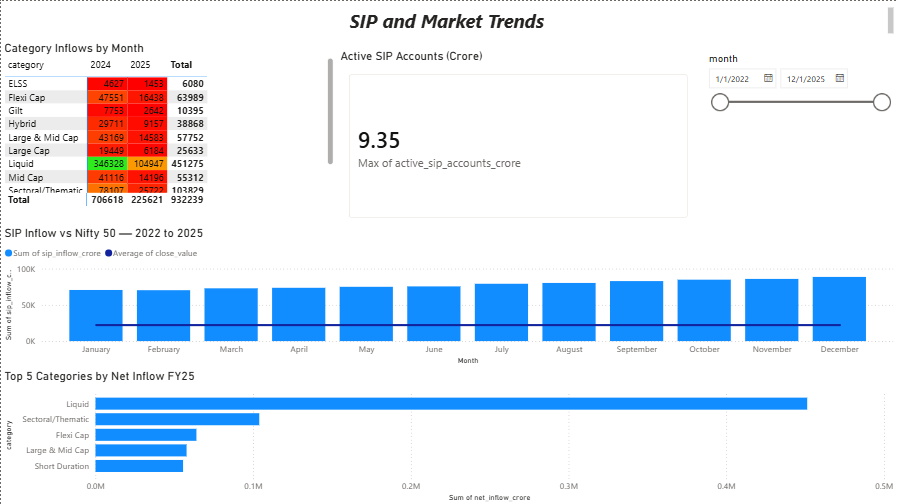 SIP and Market Trends
Category Inflows by Month
category 2024 2025 Total
ELSS 4627 1453 6080
Flexi Cap 47551 16438 63989
Gilt 7753 2642 10395
Hybrid 29711 9157 38868
Large & Mid Cap 43169 14583 57752
Large Cap 19449 6184 25633
Liquid 346328 104947 451275
Mid Cap 41116 14196 55312
Sectoral/Thematic 78107 25722 103829
Total 706618 225621 932239
Active SIP Accounts (Crore)
9.35
Max of active_sip_accounts_crore
month
1/1/2022 12/1/2025
SIP Inflow vs Nifty 50 — 2022 to 2025
Sum of sip_inflow_crore Average of close_value
Sum of sip_inflow_c...
100K
50K
0K
January February March April May June July August September October November December
Month
Top 5 Categories by Net Inflow FY25
category
Liquid
Sectoral/Thematic
Flexi Cap
Large & Mid Cap
Short Duration
0.0M 0.1M 0.2M 0.3M 0.4M 0.5M
Sum of net_inflow_crore